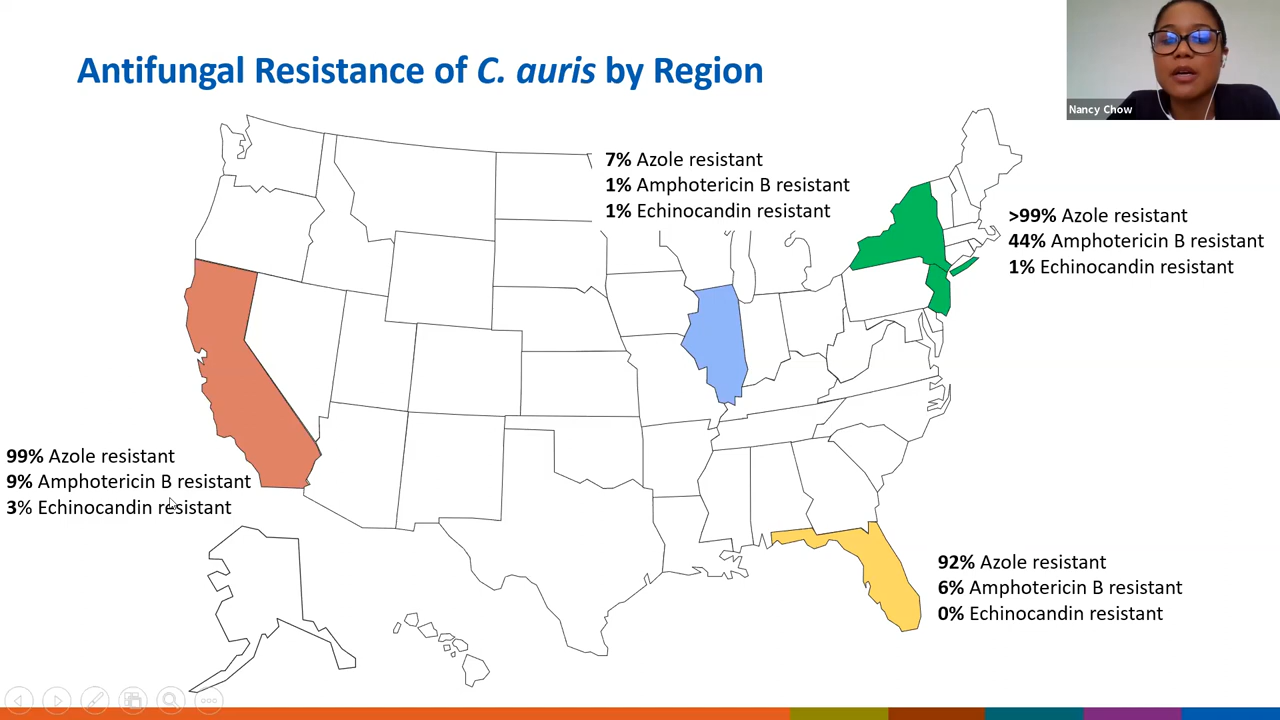 Antifungal Resistance of C. auris by Region
Nancy Chow
7% Azole resistant
1% Amphotericin B resistant
1% Echinocandin resistant
>99% Azole resistant
44% Amphotericin B resistant
1% Echinocandin resistant
99% Azole resistant
9% Amphotericin B resistant
3% Echinocandin resistant
92% Azole resistant
6% Amphotericin B resistant
0% Echinocandin resistant